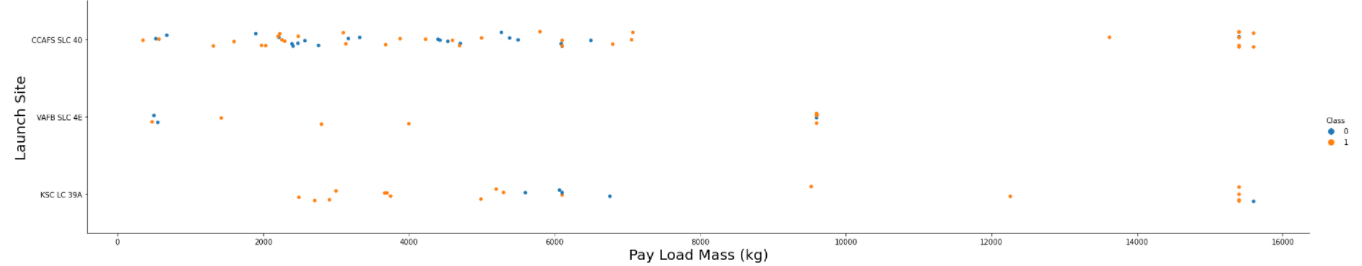 Launch Site
CCAFS SLC 40
VAFB SLC 4E
KSC LC 39A
0
2000
4000
6000
8000
10000
12000
14000
16000
Pay Load Mass (kg)
Class
0
1